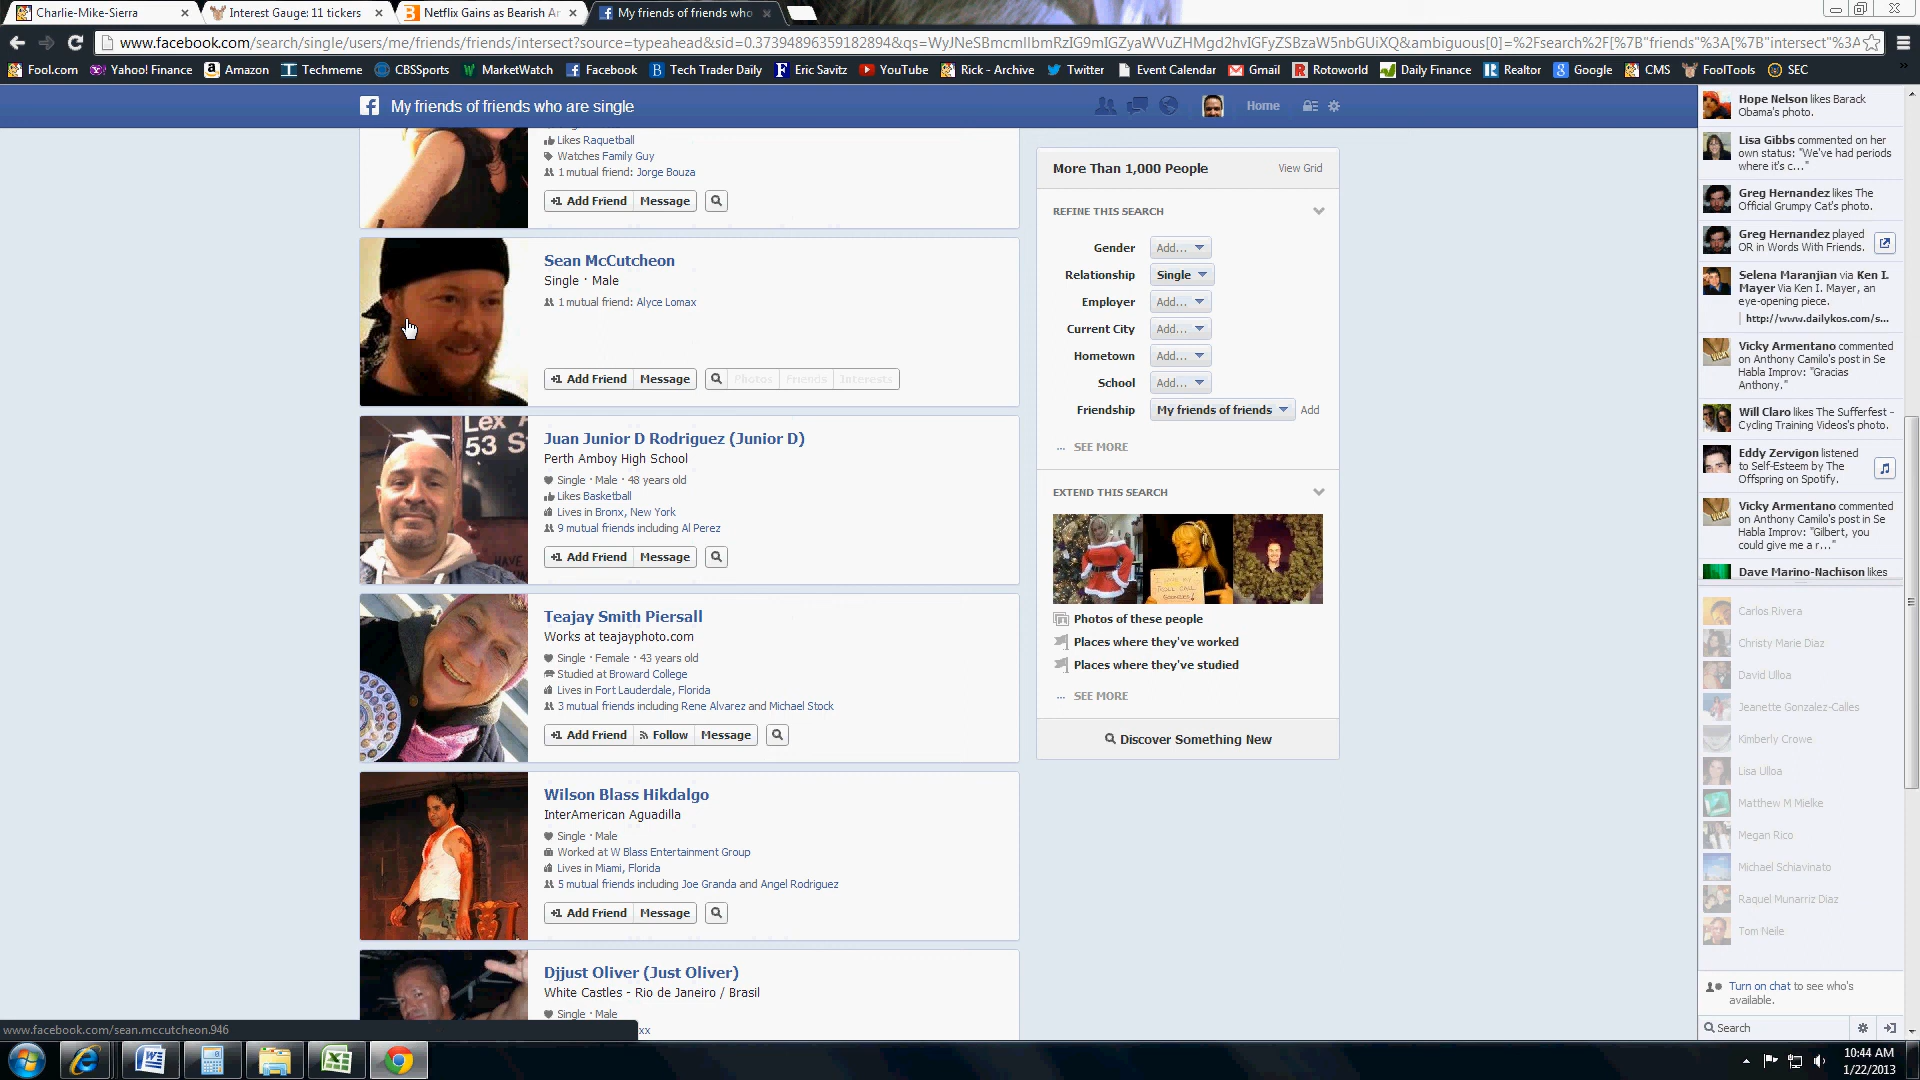 Charlie-Mike-Sierra
Interest Gauge: 11 tickers
Netflix Gains as Bearish Ar
My friends of friends who
www.facebook.com/search/single/users/me/friends/friends/intersect?source=typeahead&sid=0.37394896359182894&qs=WyJNeSBmcmIlbmRzIG9mIGZyaWVuZHMgd2hvIGFyZSBzaW5nbGUiXQ&ambiguous[0]=%2Fsearch%2F[%7B"friends"%3A[%7B"intersect"%3A
Fool.com
Yahoo! Finance
Amazon
Techmeme
CBSSports
MarketWatch
Facebook
Tech Trader Daily
Eric Savitz
YouTube
Rick - Archive
Twitter
Event Calendar
Gmail
Rotoworld
Daily Finance
Realtor
Google
CMS
FoolTools
SEC
My friends of friends who are single
Home
Likes Raquetball
Watches Family Guy
1 mutual friend: Jorge Bouza
+1 Add Friend Message
Sean McCutcheon
Single · Male
1 mutual friend: Alyce Lomax
+1 Add Friend Message Photos Friends Interests
Lex A
53 S
Juan Junior D Rodriguez (Junior D)
Perth Amboy High School
Single · Male · 48 years old
Likes Basketball
Lives in Bronx, New York
9 mutual friends including Al Perez
+1 Add Friend Message
Teajay Smith Piersall
Works at teajayphoto.com
Single · Female · 43 years old
Studied at Broward College
Lives in Fort Lauderdale, Florida
3 mutual friends including Rene Alvarez and Michael Stock
+1 Add Friend Follow Message
Wilson Blass Hikdalgo
InterAmerican Aguadilla
Single · Male
Worked at W Blass Entertainment Group
Lives in Miami, Florida
5 mutual friends including Joe Granda and Angel Rodriguez
+1 Add Friend Message
Djjust Oliver (Just Oliver)
White Castles - Rio de Janeiro / Brasil
Single · Male
xx
www.facebook.com/sean.mccutcheon.946
More Than 1,000 People View Grid
REFINE THIS SEARCH
Gender Add...
Relationship Single
Employer Add...
Current City Add...
Hometown Add...
School Add...
Friendship My friends of friends Add
... SEE MORE
EXTEND THIS SEARCH
Photos of these people
Places where they've worked
Places where they've studied
... SEE MORE
Discover Something New
Hope Nelson likes Barack
Obama's photo.
Lisa Gibbs commented on her
own status: "We've had periods
where it's c..."
Greg Hernandez likes The
Official Grumpy Cat's photo.
Greg Hernandez played
OR in Words With Friends.
Selena Maranjian via Ken I.
Mayer Via Ken I. Mayer, an
eye-opening piece.
http://www.dailykos.com/s...
Vicky Armentano commented
on Anthony Camilo's post in Se
Habla Improv: "Gracias
Anthony."
Will Claro likes The Sufferfest -
Cycling Training Videos's photo.
Eddy Zervigon listened
to Self-Esteem by The
Offspring on Spotify.
Vicky Armentano commented
on Anthony Camilo's post in Se
Habla Improv: "Gilbert, you
could give me a r..."
Dave Marino-Nachison likes
Carlos Rivera
Christy Marie Diaz
David Ulloa
Jeanette Gonzalez-Calles
Kimberly Crowe
Lisa Ulloa
Matthew M Mielke
Megan Rico
Michael Schiavinato
Raquel Munarriz Diaz
Tom Neile
Turn on chat to see who's
available.
Search
10:44 AM
1/22/2013